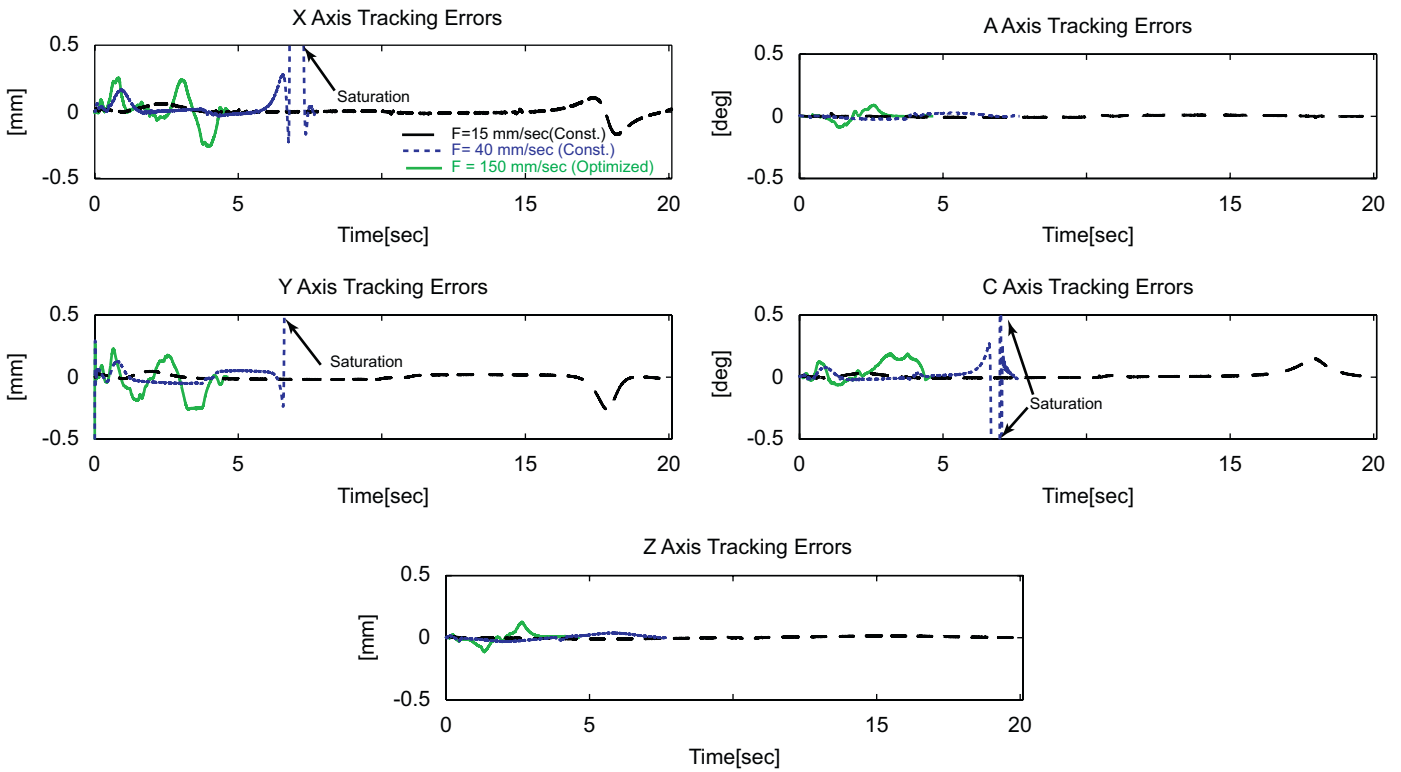 X Axis Tracking Errors
0.5
0
-0.5
[mm]
Saturation
F=15 mm/sec(Const.)
F= 40 mm/sec (Const.)
F = 150 mm/sec (Optimized)
0 5 15 20
Time[sec]
A Axis Tracking Errors
0.5
0
-0.5
[deg]
0 5 15 20
Time[sec]
Y Axis Tracking Errors
0.5
0
-0.5
[mm]
Saturation
0 5 15 20
Time[sec]
C Axis Tracking Errors
0.5
0
-0.5
[deg]
Saturation
0 5 15 20
Time[sec]
Z Axis Tracking Errors
0.5
0
-0.5
[mm]
0 5 15 20
Time[sec]